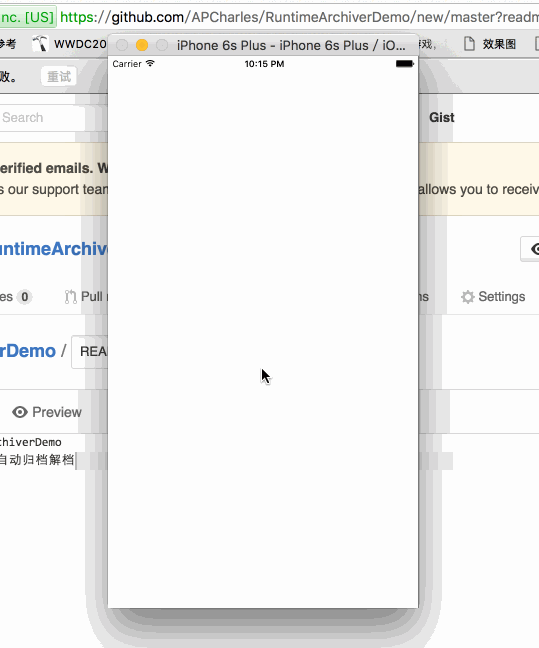 nc. [US] https://github.com/APCharles/RuntimeArchiverDemo/new/master?readm
参考 WWDC20 戏, 效果图
iPhone 6s Plus - iPhone 6s Plus / iO...
败。 重试
Carrier 10:15 PM
Search Gist
erified emails. W
s our support team allows you to receiv
untimeArchiv
es 0 Pull Settings
rDemo / REA
Preview
chiverDemo
自动归档解档